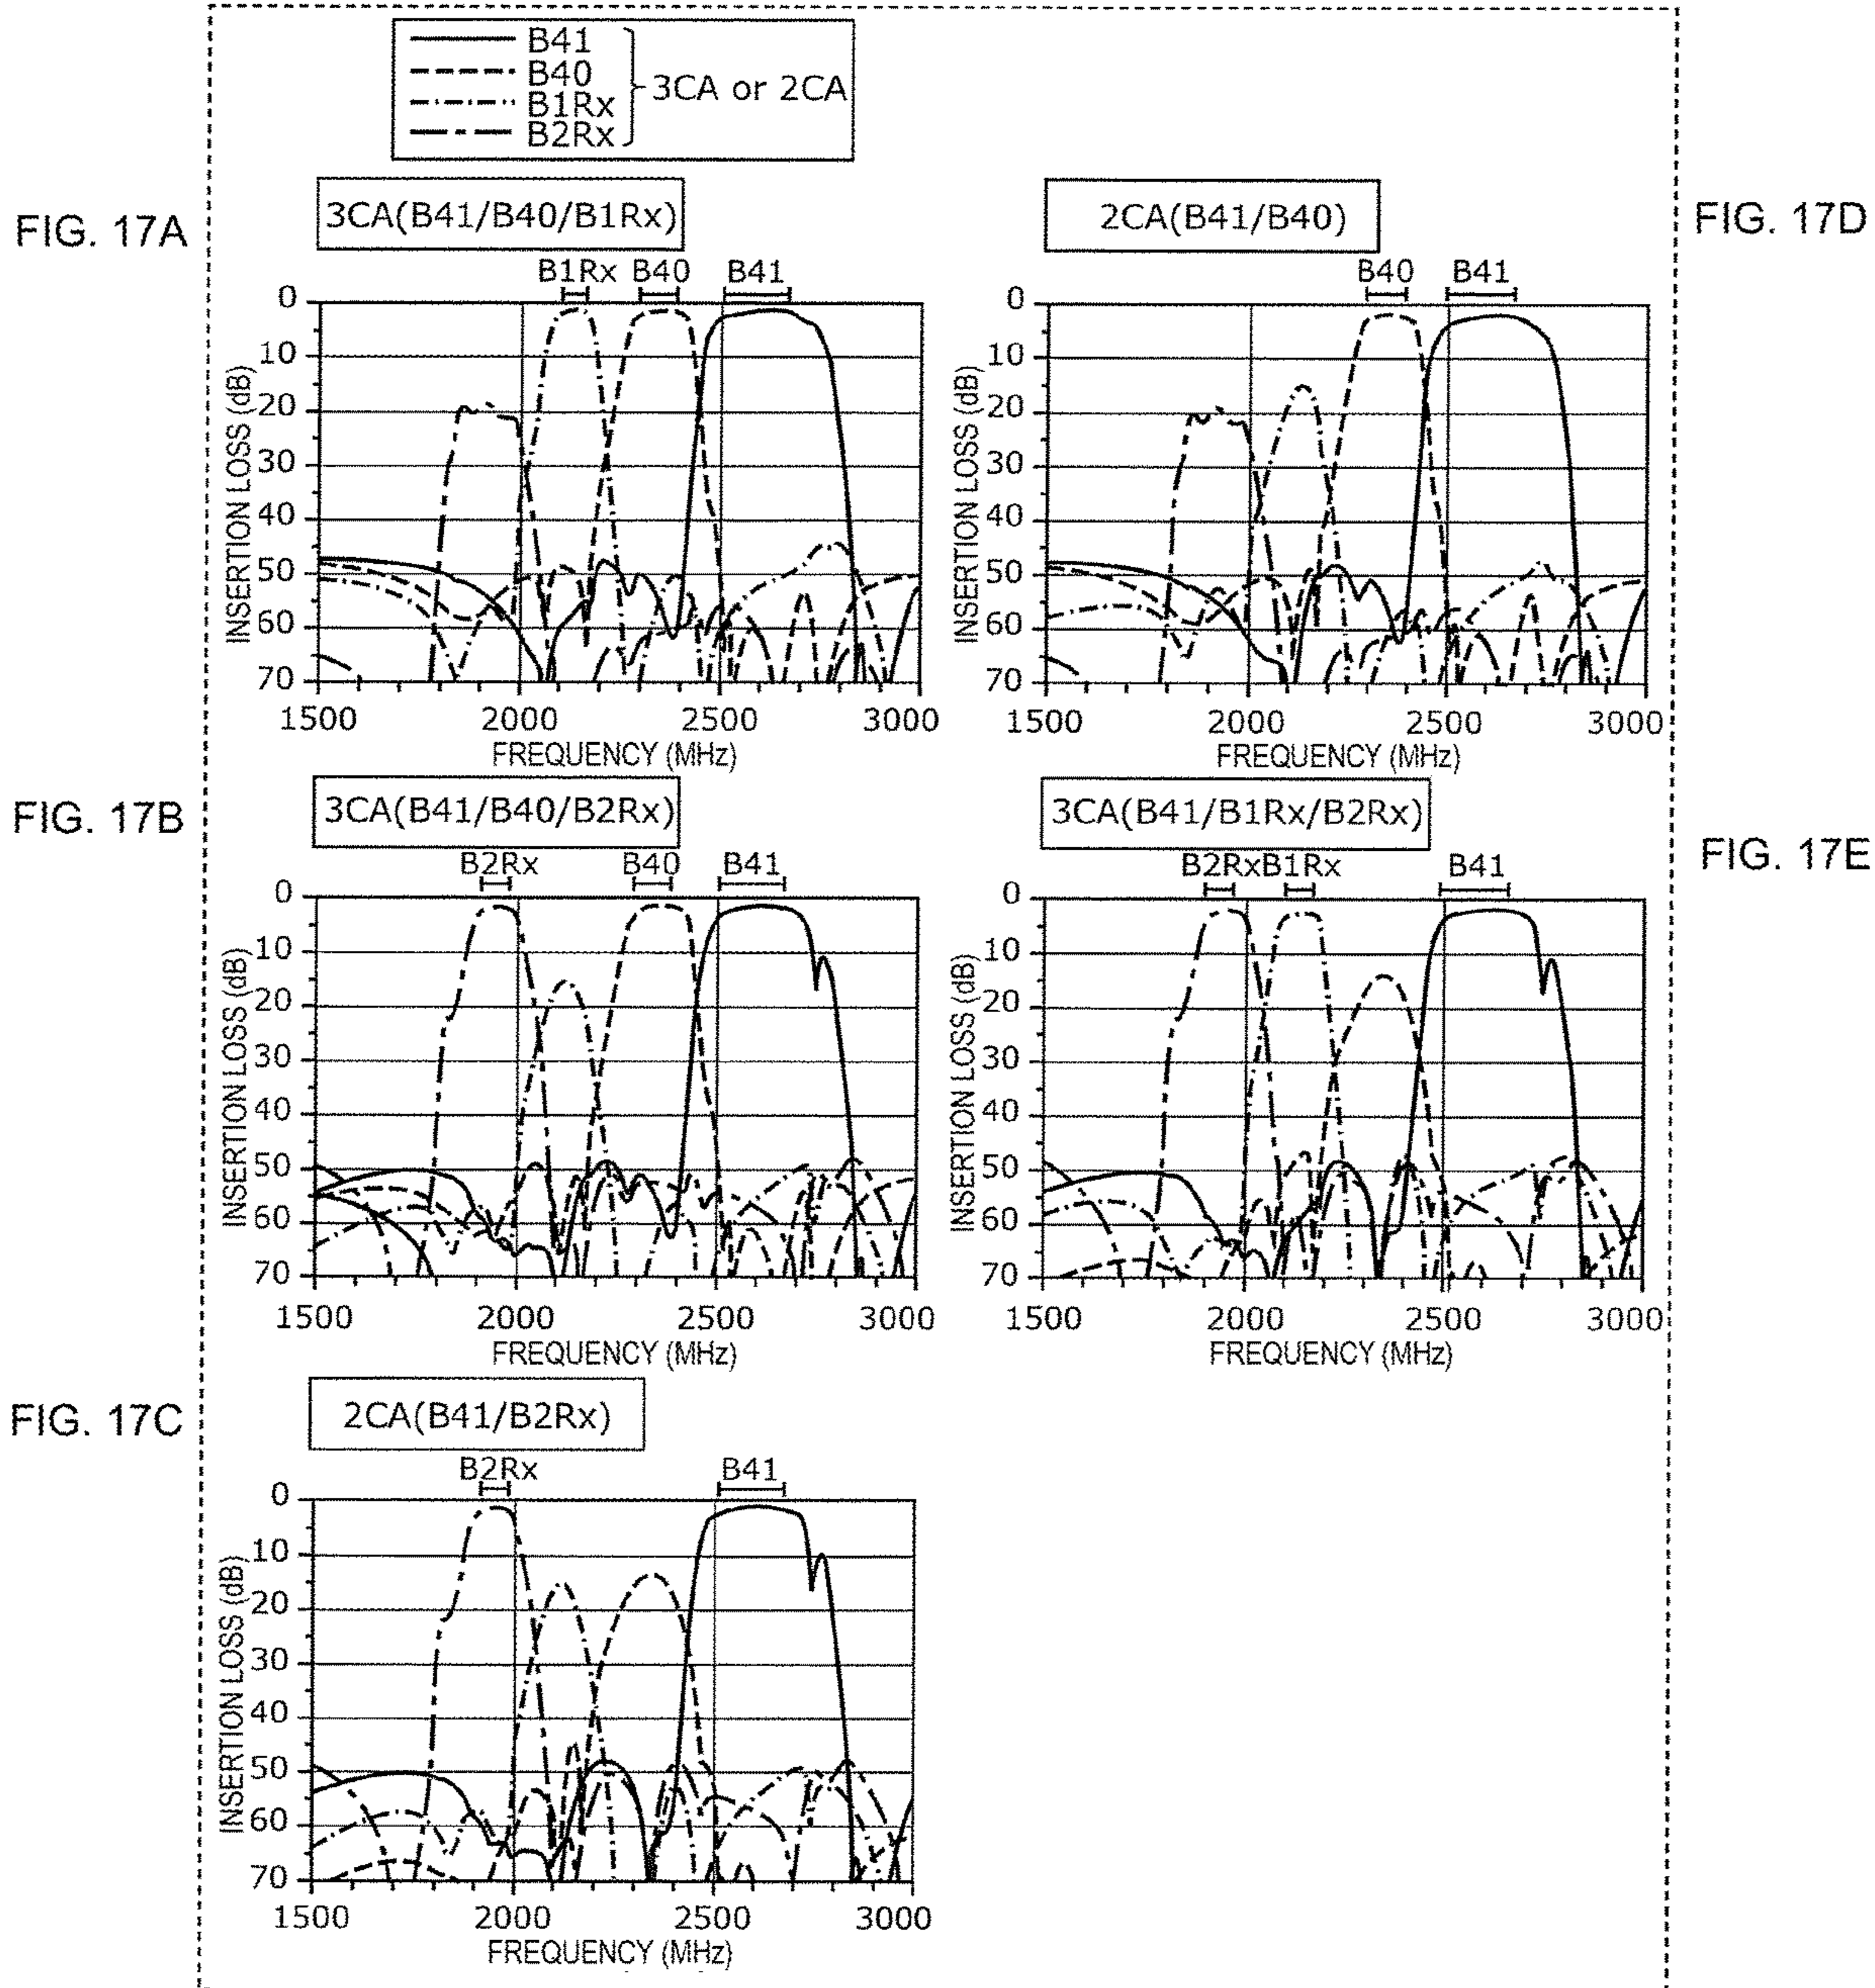 B41
B40
B1Rx
B2Rx
3CA or 2CA
FIG. 17A
3CA(B41/B40/B1Rx)
B1Rx B40 B41
0
10
20
30
40
50
60
70
INSERTION LOSS (dB)
1500 2000 2500 3000
FREQUENCY (MHz)
FIG. 17D
2CA(B41/B40)
B40 B41
0
10
20
30
40
50
60
70
INSERTION LOSS (dB)
1500 2000 2500 3000
FREQUENCY (MHz)
FIG. 17B
3CA(B41/B40/B2Rx)
B2Rx B40 B41
0
10
20
30
40
50
60
70
INSERTION LOSS (dB)
1500 2000 2500 3000
FREQUENCY (MHz)
FIG. 17E
3CA(B41/B1Rx/B2Rx)
B2RxB1Rx B41
0
10
20
30
40
50
60
70
INSERTION LOSS (dB)
1500 2000 2500 3000
FREQUENCY (MHz)
FIG. 17C
2CA(B41/B2Rx)
B2Rx B41
0
10
20
30
40
50
60
70
INSERTION LOSS (dB)
1500 2000 2500 3000
FREQUENCY (MHz)